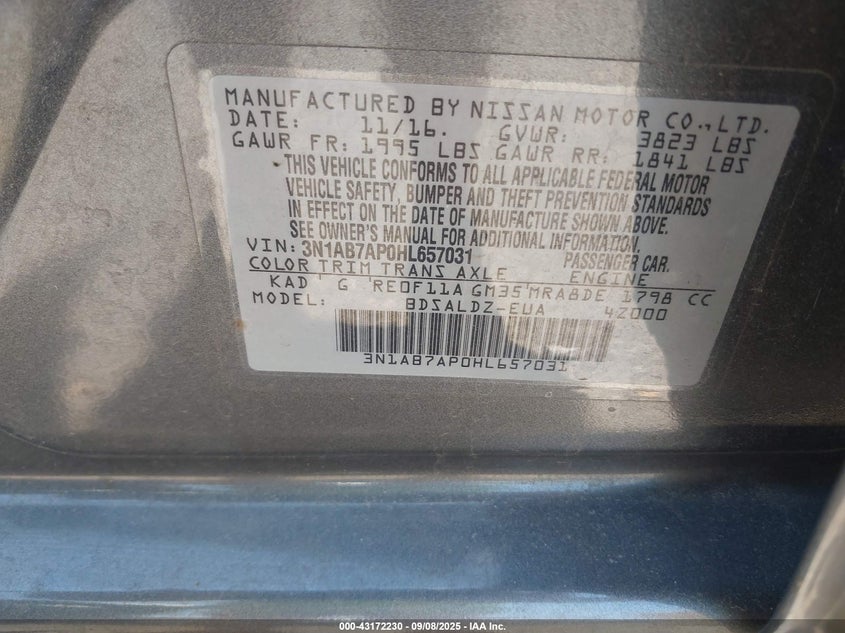 MANUFACTURED BY NISSAN MOTOR CO.,LTD.
DATE: 11/16. GVWR: 3823 LBS
GAWR FR: 1995 LBS GAWR RR: 1841 LBS
THIS VEHICLE CONFORMS TO ALL APPLICABLE FEDERAL MOTOR
VEHICLE SAFETY, BUMPER AND THEFT PREVENTION STANDARDS
IN EFFECT ON THE DATE OF MANUFACTURE SHOWN ABOVE.
SEE OWNER'S MANUAL FOR ADDITIONAL INFORMATION.
VIN: 3N1AB7AP0HL657031 PASSENGER CAR.
COLOR TRIM TRANS AXLE ENGINE
KAD G RE0F11A GM35 MRA8DE 1798 CC
MODEL: BDSALDZ-EUA 4Z000
3N1AB7AP0HL657031
000-43172230 - 09/08/2025 - IAA Inc.